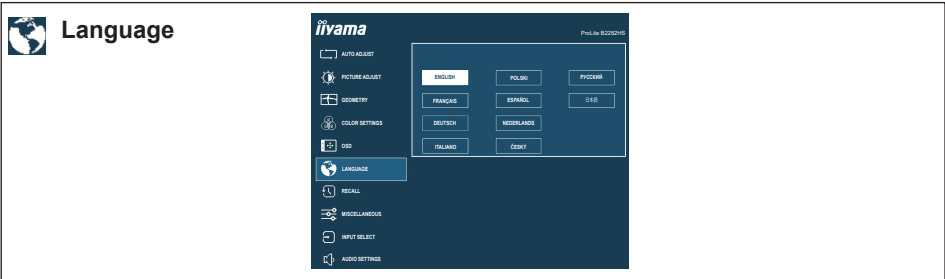 Language
iiyama
ProLite B2282HS
AUTO ADJUST
PICTURE ADJUST
GEOMETRY
COLOR SETTINGS
OSD
LANGUAGE
RECALL
MISCELLANEOUS
INPUT SELECT
AUDIO SETTINGS
ENGLISH POLSKI РУССКИЙ
FRANÇAIS ESPAÑOL 日本語
DEUTSCH NEDERLANDS
ITALIANO ČESKÝ